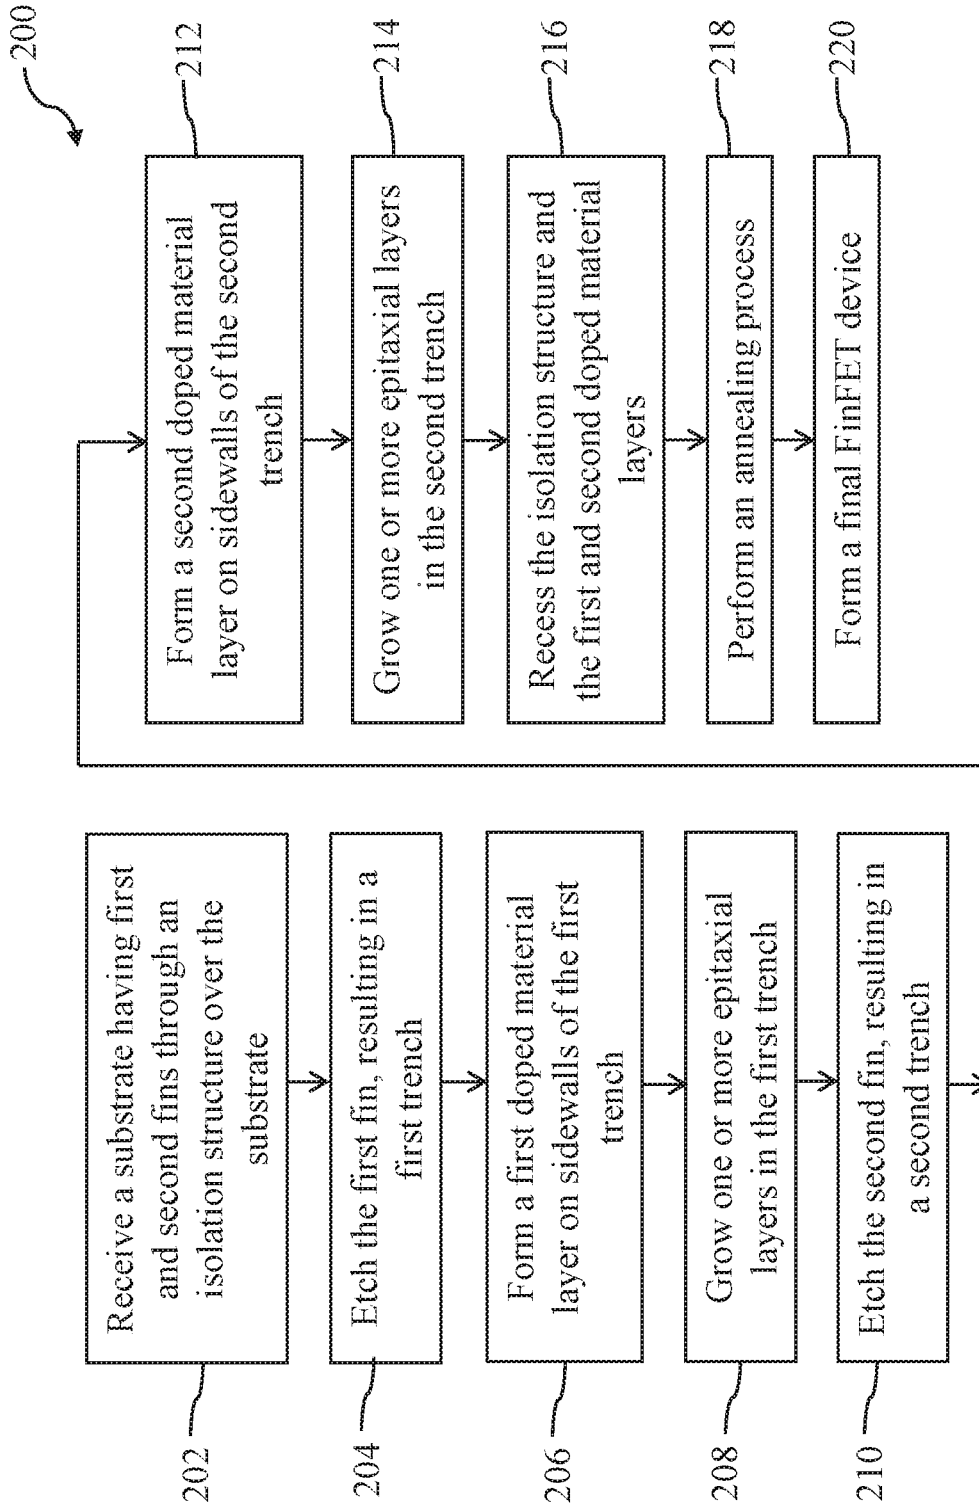 200
202
Receive a substrate having first
and second fins through an
isolation structure over the
substrate
204
Etch the first fin, resulting in a
first trench
206
Form a first doped material
layer on sidewalls of the first
trench
208
Grow one or more epitaxial
layers in the first trench
210
Etch the second fin, resulting in
a second trench
212
Form a second doped material
layer on sidewalls of the second
trench
214
Grow one or more epitaxial layers
in the second trench
216
Recess the isolation structure and
the first and second doped material
layers
218
Perform an annealing process
220
Form a final FinFET device